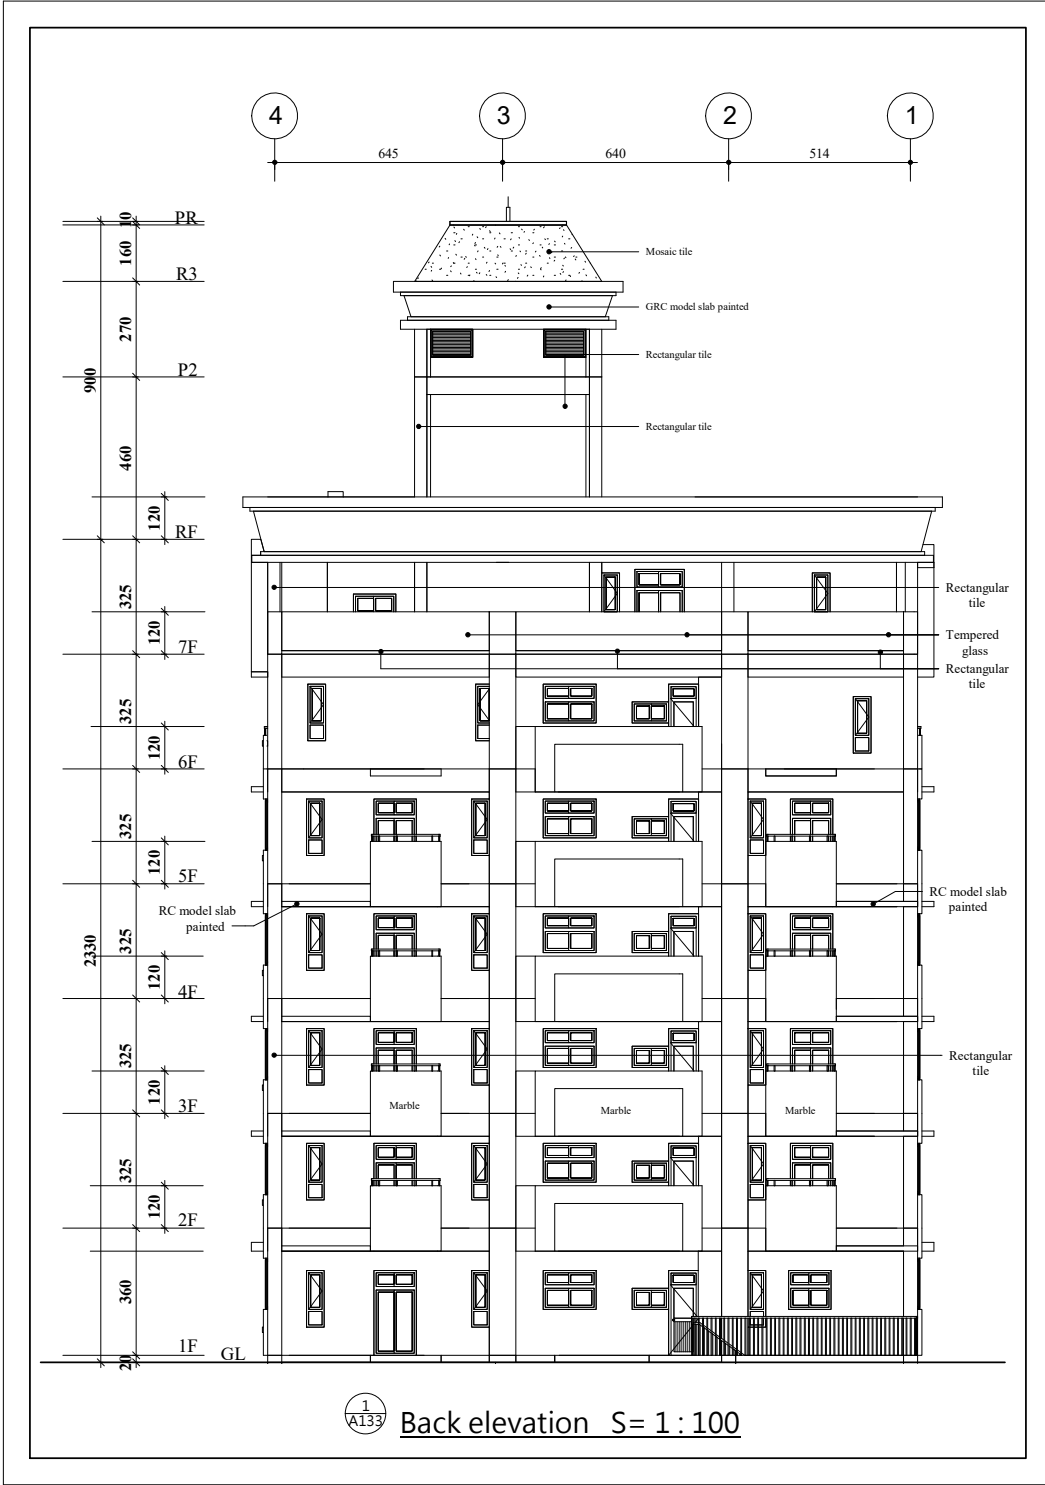 4 3 2 1
645 640 514
10 PR
160
Mosaic tile
R3
GRC model slab painted
270
Rectangular tile
P2
900
Rectangular tile
460
120
RF
325
Rectangular
tile
120
7F
Tempered
glass
Rectangular
tile
325
120
6F
325
120
5F
RC model slab
painted
RC model slab
painted
325
2330
120
4F
325
Rectangular
tile
120
3F
Marble Marble Marble
325
120
2F
360
1F
GL
20
1
A133
Back elevation S= 1 : 100